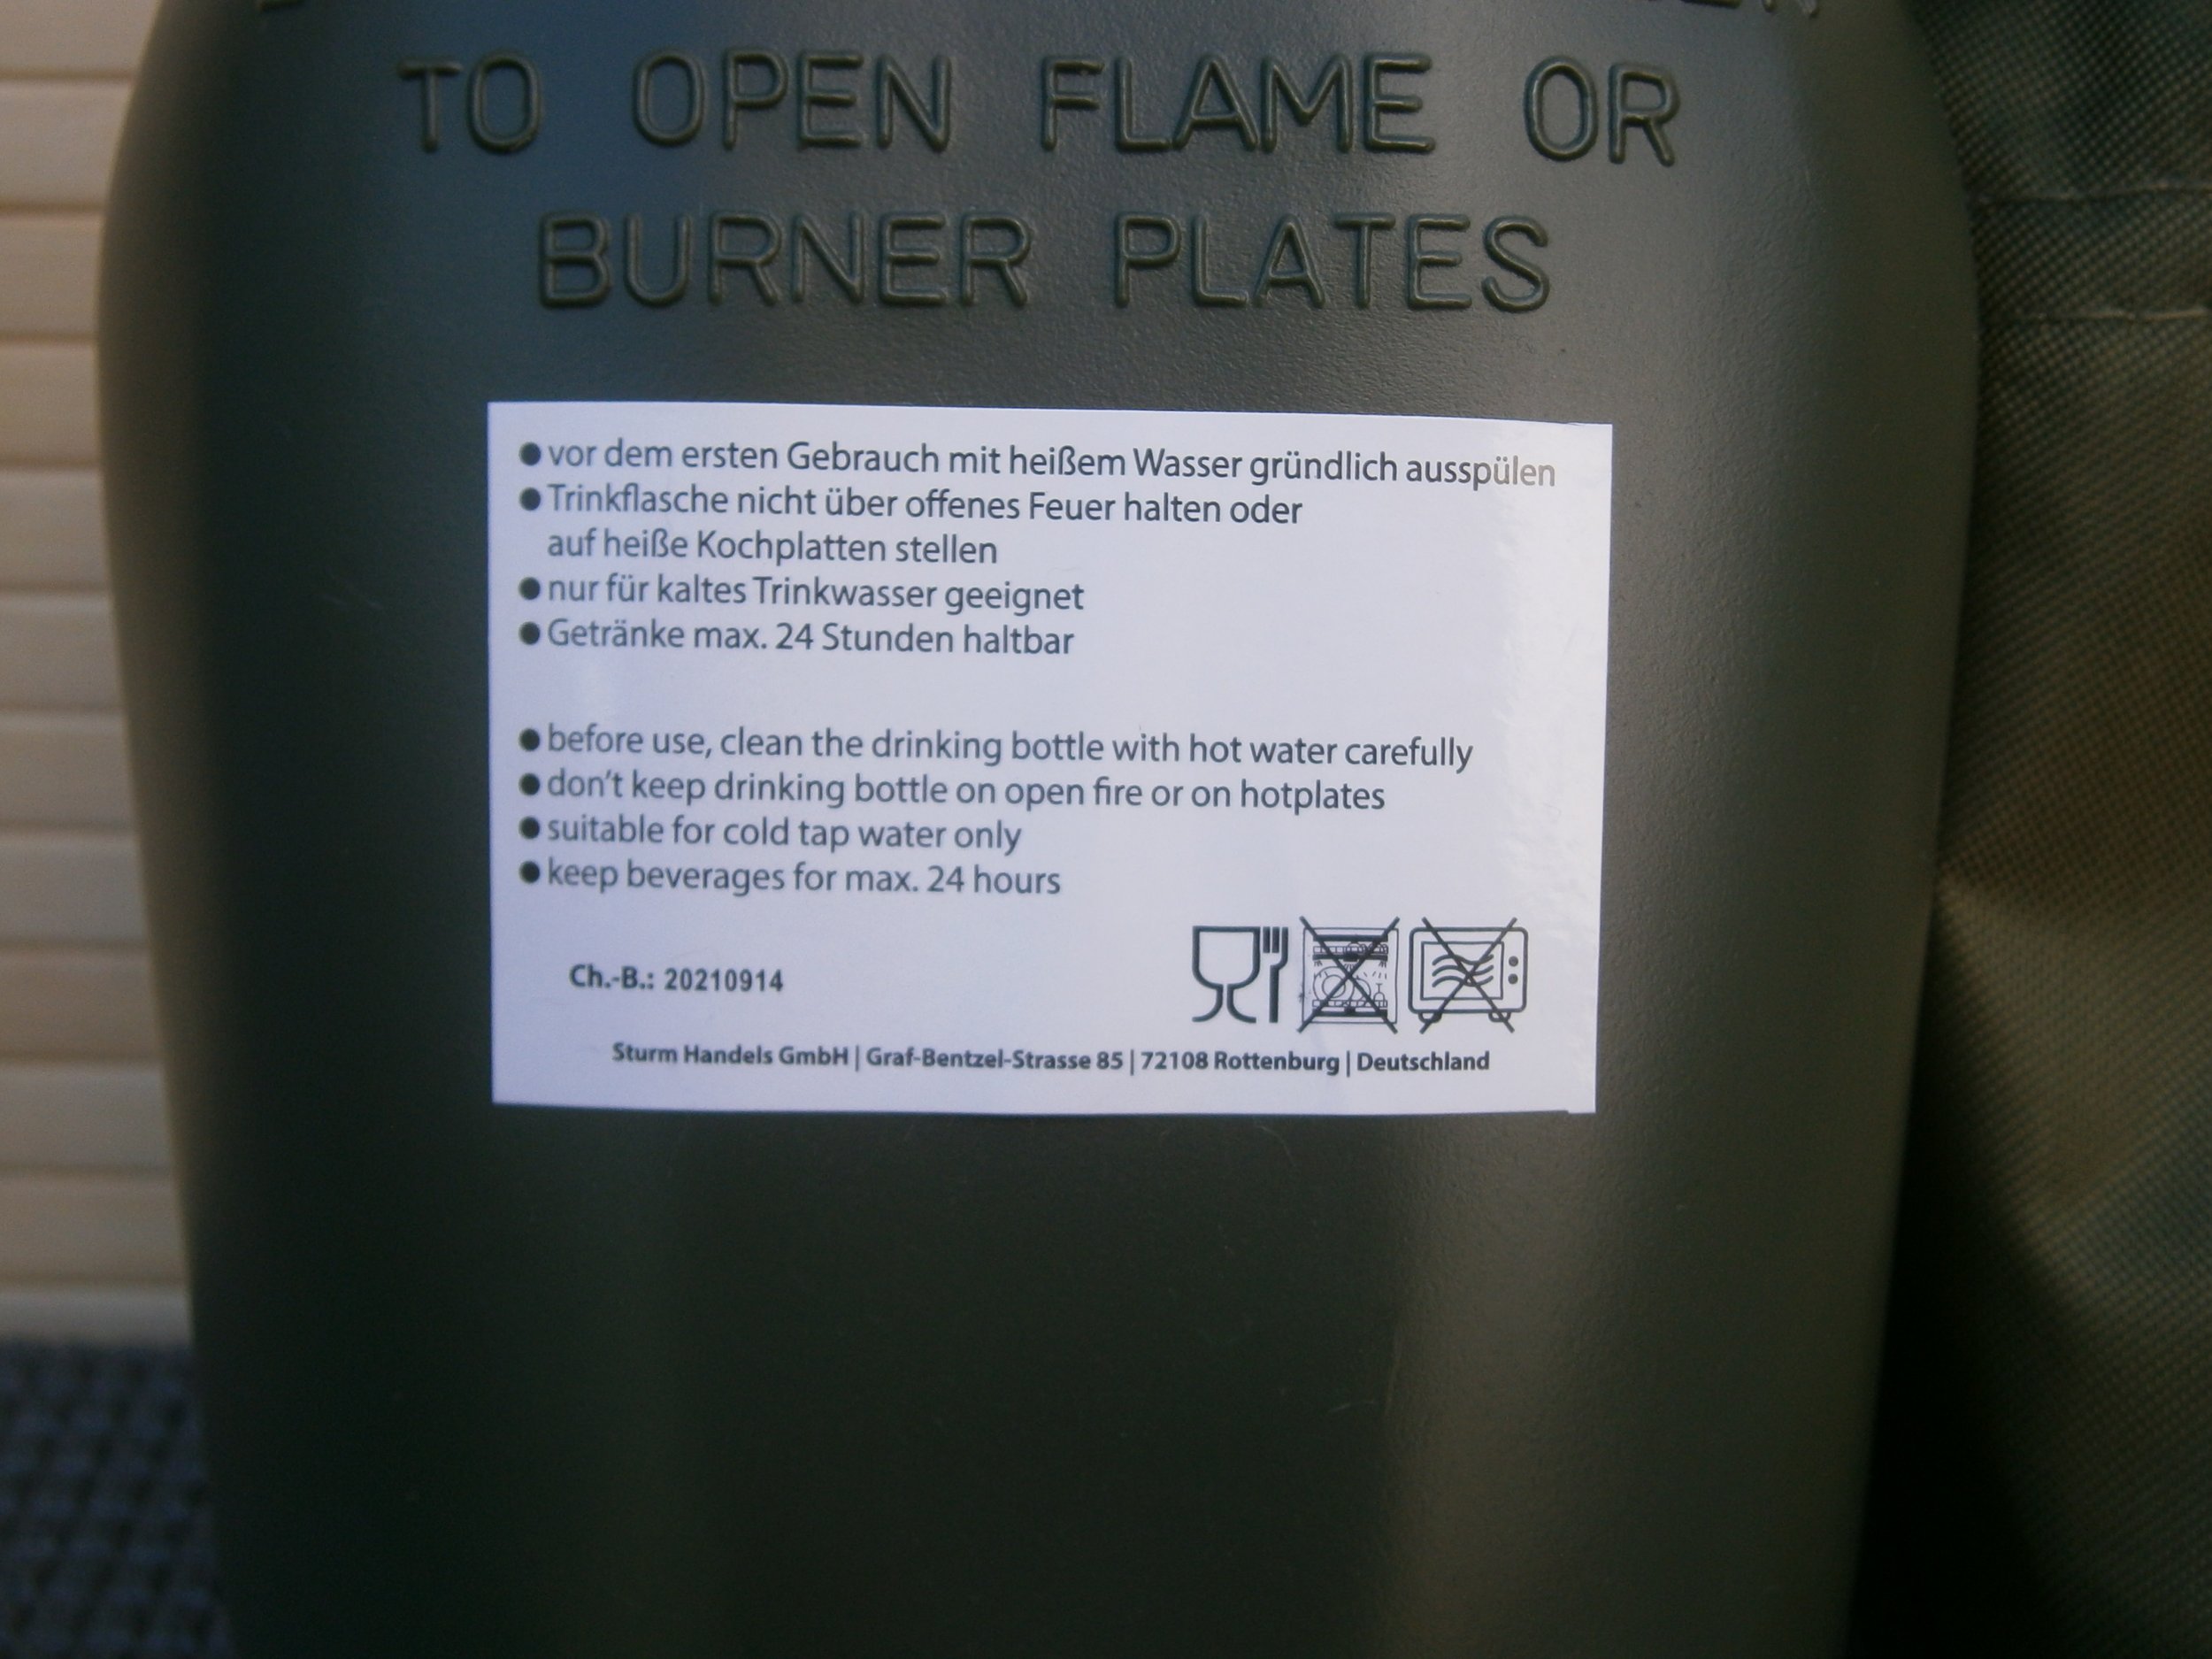 TO OPEN FLAME OR
BURNER PLATES
● vor dem ersten Gebrauch mit heißem Wasser gründlich ausspülen
● Trinkflasche nicht über offenes Feuer halten oder
auf heiße Kochplatten stellen
● nur für kaltes Trinkwasser geeignet
● Getränke max. 24 Stunden haltbar
● before use, clean the drinking bottle with hot water carefully
● don't keep drinking bottle on open fire or on hotplates
● suitable for cold tap water only
● keep beverages for max. 24 hours
Ch.-B.: 20210914
Sturm Handels GmbH | Graf-Bentzel-Strasse 85 | 72108 Rottenburg | Deutschland